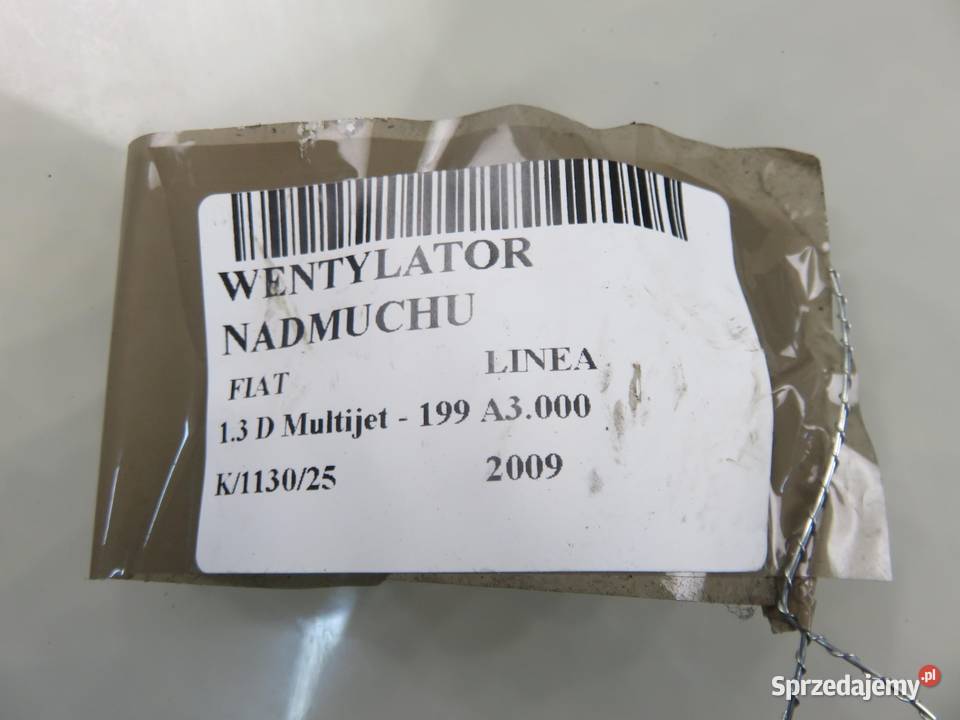 WENTYLATOR
NADMUCHU
FIAT LINEA
1.3 D Multijet - 199 A3.000
K/1130/25 2009
Sprzedajemy.pl